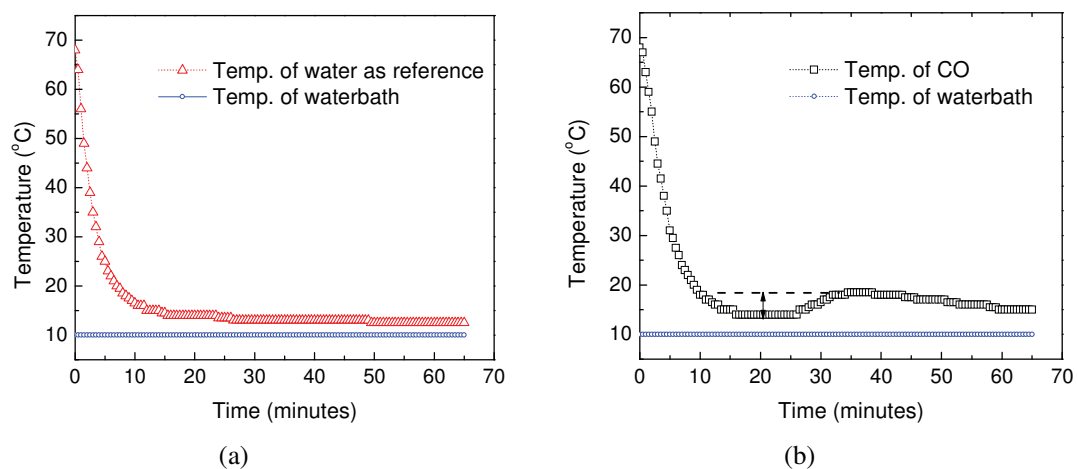 70
60
50
40
30
20
10
Temperature (°C)
Temp. of water as reference
Temp. of waterbath
0 10 20 30 40 50 60 70
Time (minutes)
(a)
70
60
50
40
30
20
10
Temperature (°C)
Temp. of CO
Temp. of waterbath
0 10 20 30 40 50 60 70
Time (minutes)
(b)